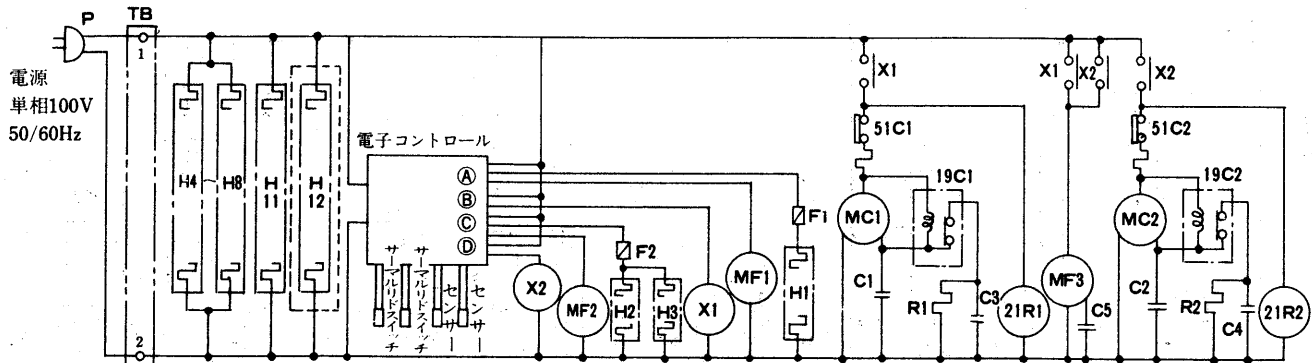 P
TB
1
電源
単相100V
50/60Hz
電子コントロール
H4
H8
H
11
H
12
Ⓐ
Ⓑ
Ⓒ
Ⓓ
サーマルリドスイッチ
サーマルリドスイッチ
センサー
センサー
F2
X2
MF2
H2
H3
X1
MF1
F1
H1
X1
51C1
19C1
MC1
C1
R1
C3
21R1
X1
X2
MF3
C5
X2
51C2
19C2
MC2
C2
R2
C4
21R2
2